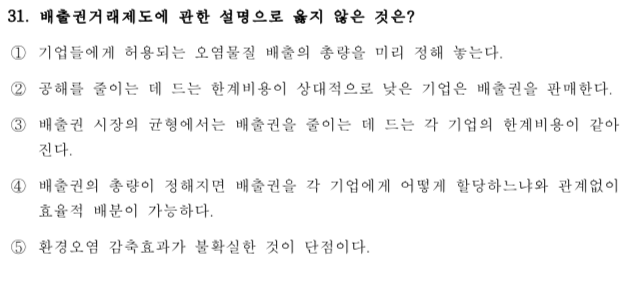 31. 배출권거래제도에 관한 설명으로 옳지 않은 것은?
① 기업들에게 허용되는 오염물질 배출의 총량을 미리 정해 놓는다.
② 공해를 줄이는 데 드는 한계비용이 상대적으로 낮은 기업은 배출권을 판매한다.
③ 배출권 시장의 균형에서는 배출권을 줄이는 데 드는 각 기업의 한계비용이 같아
진다.
④ 배출권의 총량이 정해지면 배출권을 각 기업에게 어떻게 할당하느냐와 관계없이
효율적 배분이 가능하다.
⑤ 환경오염 감축효과가 불확실한 것이 단점이다.